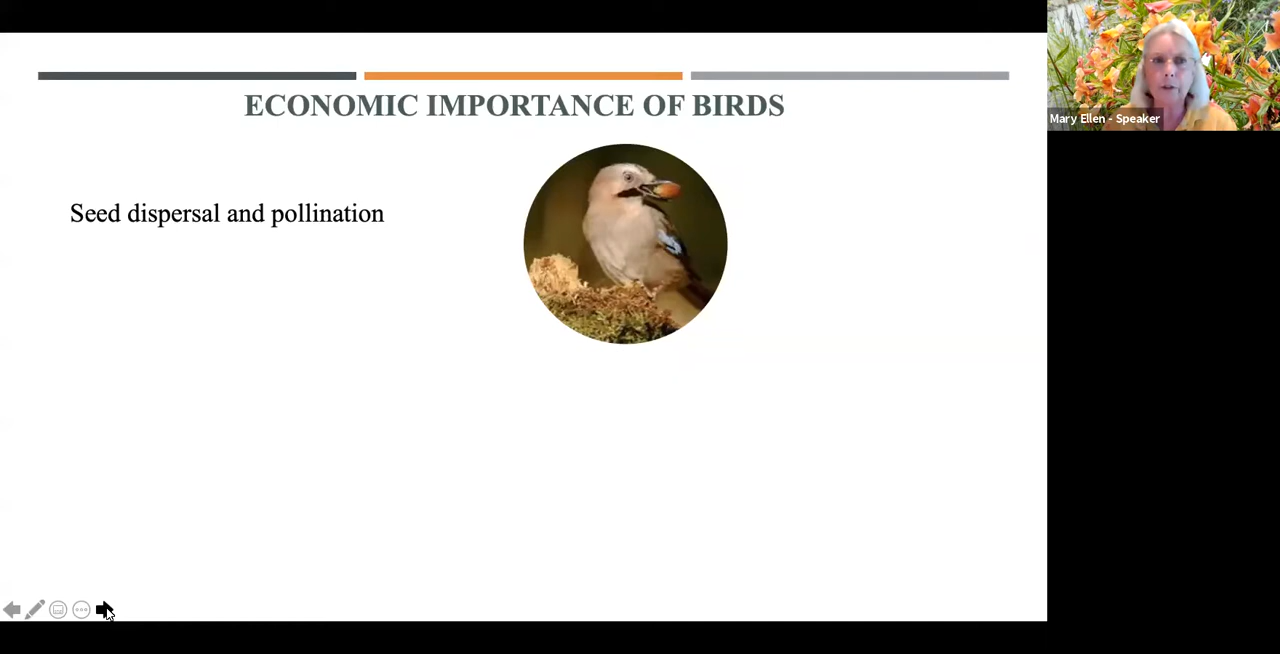 ECONOMIC IMPORTANCE OF BIRDS
Seed dispersal and pollination
Mary Ellen - Speaker